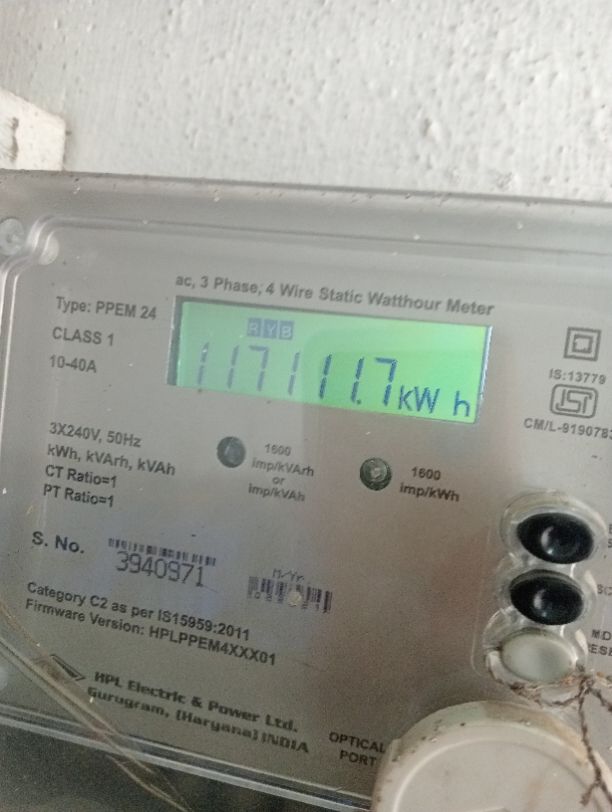 ac, 3 Phase, 4 Wire Static Watthour Meter
Type: PPEM 24
CLASS 1
10-40A
R Y B
117111.7 kWh
IS:13779
CM/L-919078
3X240V, 50Hz
kWh, kVArh, kVAh
CT Ratio=1
PT Ratio=1
1600
imp/kVArh
or
imp/kVAh
1600
imp/kWh
S. No.
3940971
M/Yr.
Category C2 as per IS15959:2011
Firmware Version: HPLPPEM4XXX01
MD
HPL Electric & Power Ltd.
Gurugram, (Haryana) INDIA
OPTICAL
PORT